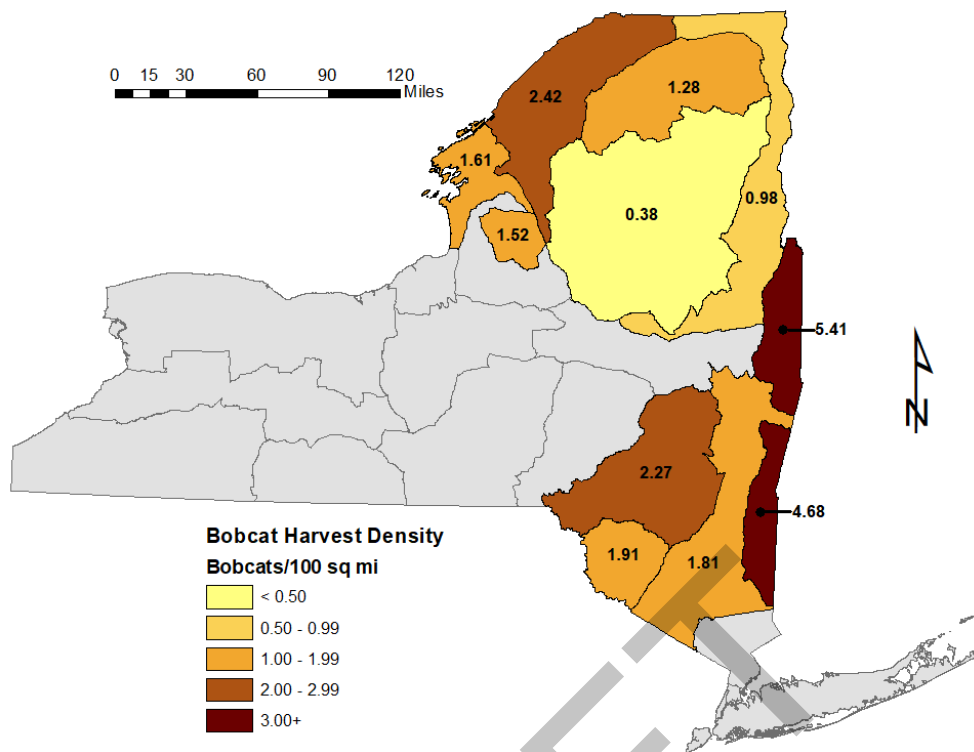 0 15 30 60 90 120
Miles
2.42
1.28
1.61
0.98
0.38
1.52
5.41
N
2.27
4.68
1.91
1.81
Bobcat Harvest Density
Bobcats/100 sq mi
< 0.50
0.50 - 0.99
1.00 - 1.99
2.00 - 2.99
3.00+